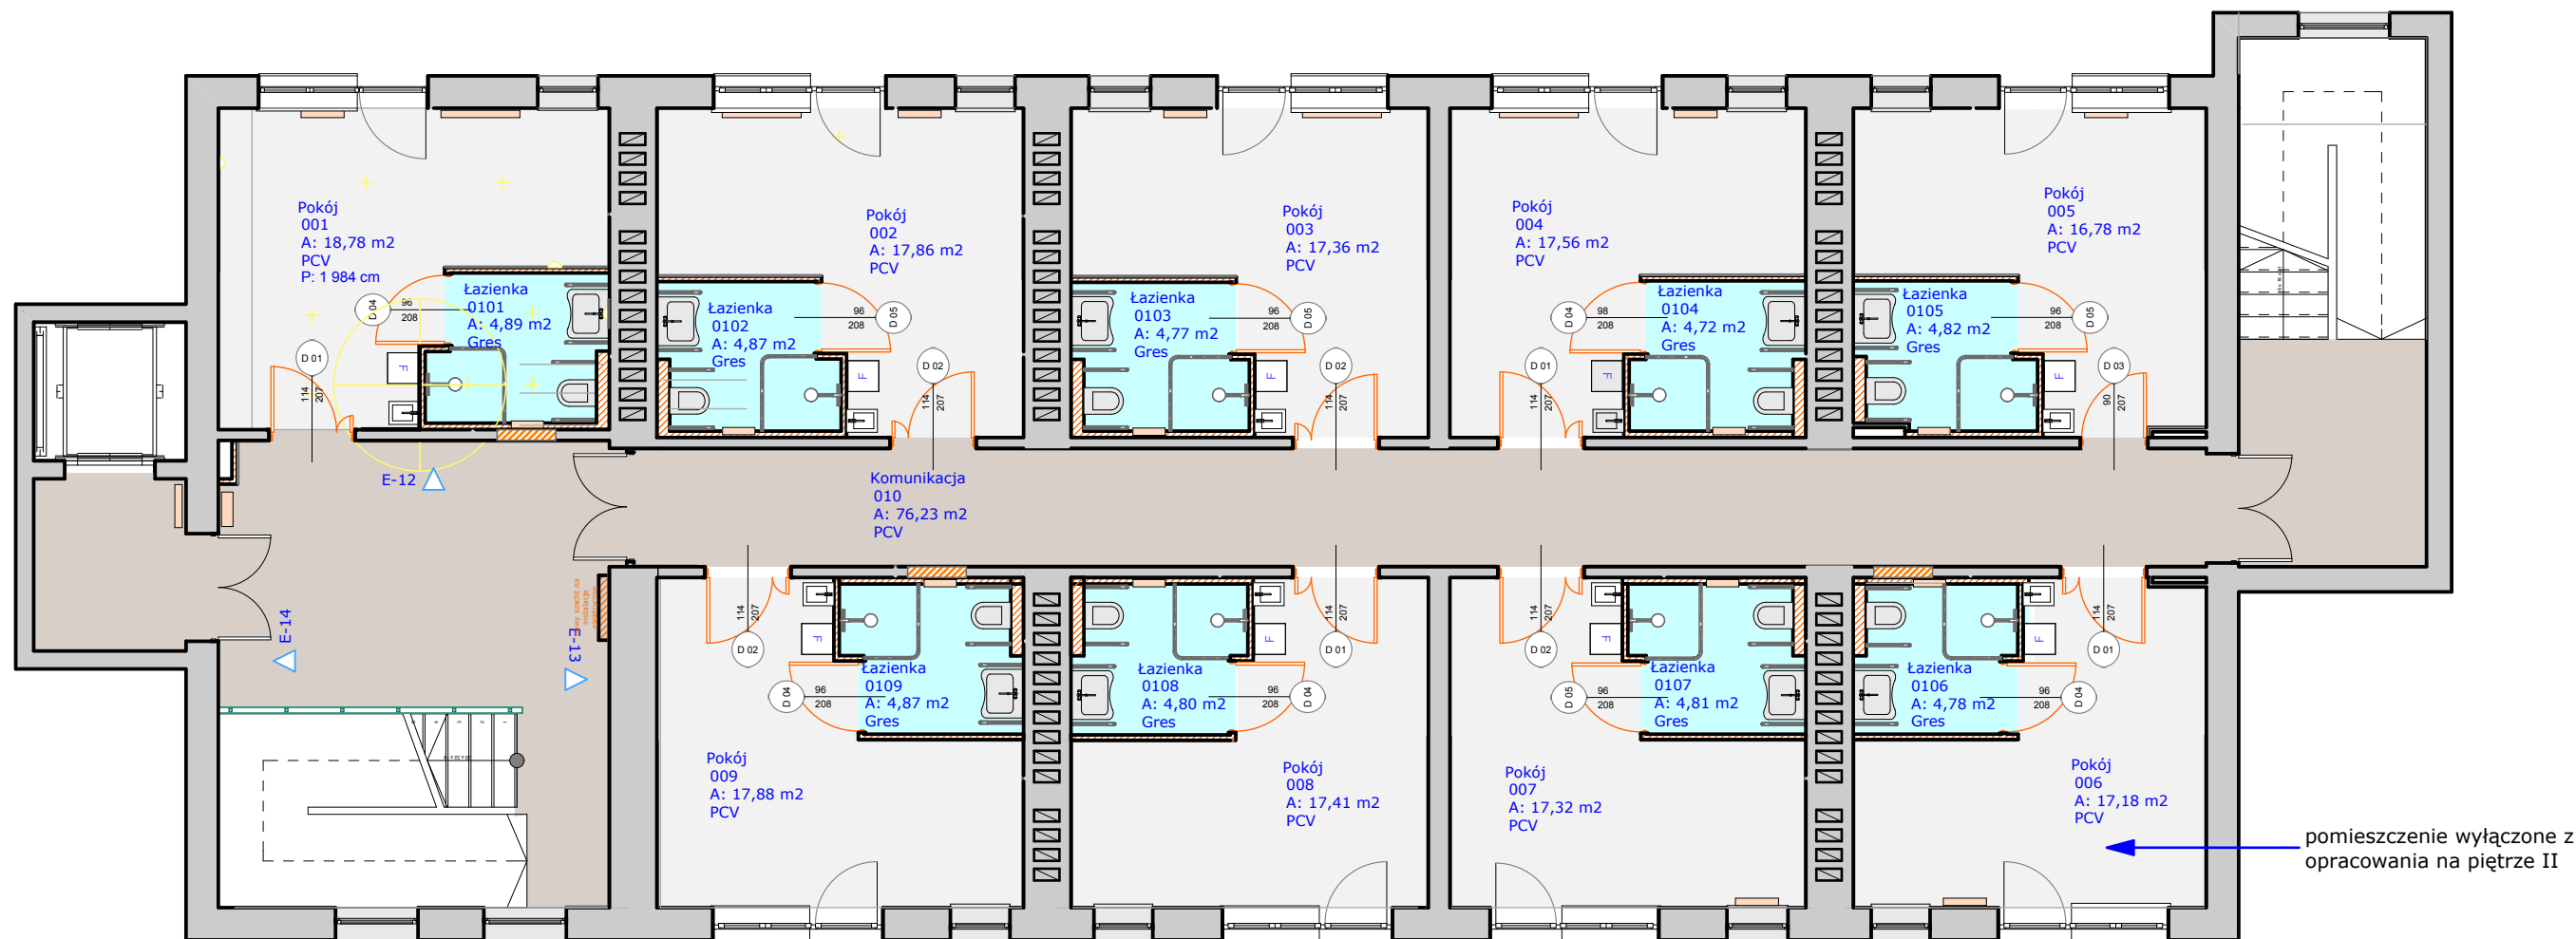 Pokój
001
A: 18,78 m2
PCV
P: 1 984 cm
Pokój
002
A: 17,86 m2
PCV
Pokój
003
A: 17,36 m2
PCV
Pokój
004
A: 17,56 m2
PCV
Pokój
005
A: 16,78 m2
PCV
Łazienka
0101
A: 4,89 m2
Gres
Łazienka
0102
A: 4,87 m2
Gres
Łazienka
0103
A: 4,77 m2
Gres
Łazienka
0104
A: 4,72 m2
Gres
Łazienka
0105
A: 4,82 m2
Gres
D 04
96
208
D 05
96
208
D 05
96
208
D 04
98
208
D 05
96
208
F
F
F
F
F
D 01
114
207
D 02
114
207
D 02
114
207
D 01
114
207
D 03
90
207
E-12
Komunikacja
010
A: 76,23 m2
PCV
E-14
E-13
szacht na
instalacje
elektryczne
D 02
114
207
D 01
114
207
D 02
114
207
D 01
114
207
F
F
F
F
Łazienka
0109
A: 4,87 m2
Gres
Łazienka
0108
A: 4,80 m2
Gres
Łazienka
0107
A: 4,81 m2
Gres
Łazienka
0106
A: 4,78 m2
Gres
D 04
96
208
D 04
96
208
D 05
96
208
D 04
96
208
5
4
3
2
1
Pokój
009
A: 17,88 m2
PCV
Pokój
008
A: 17,41 m2
PCV
Pokój
007
A: 17,32 m2
PCV
Pokój
006
A: 17,18 m2
PCV
pomieszczenie wyłączone z
opracowania na piętrze II